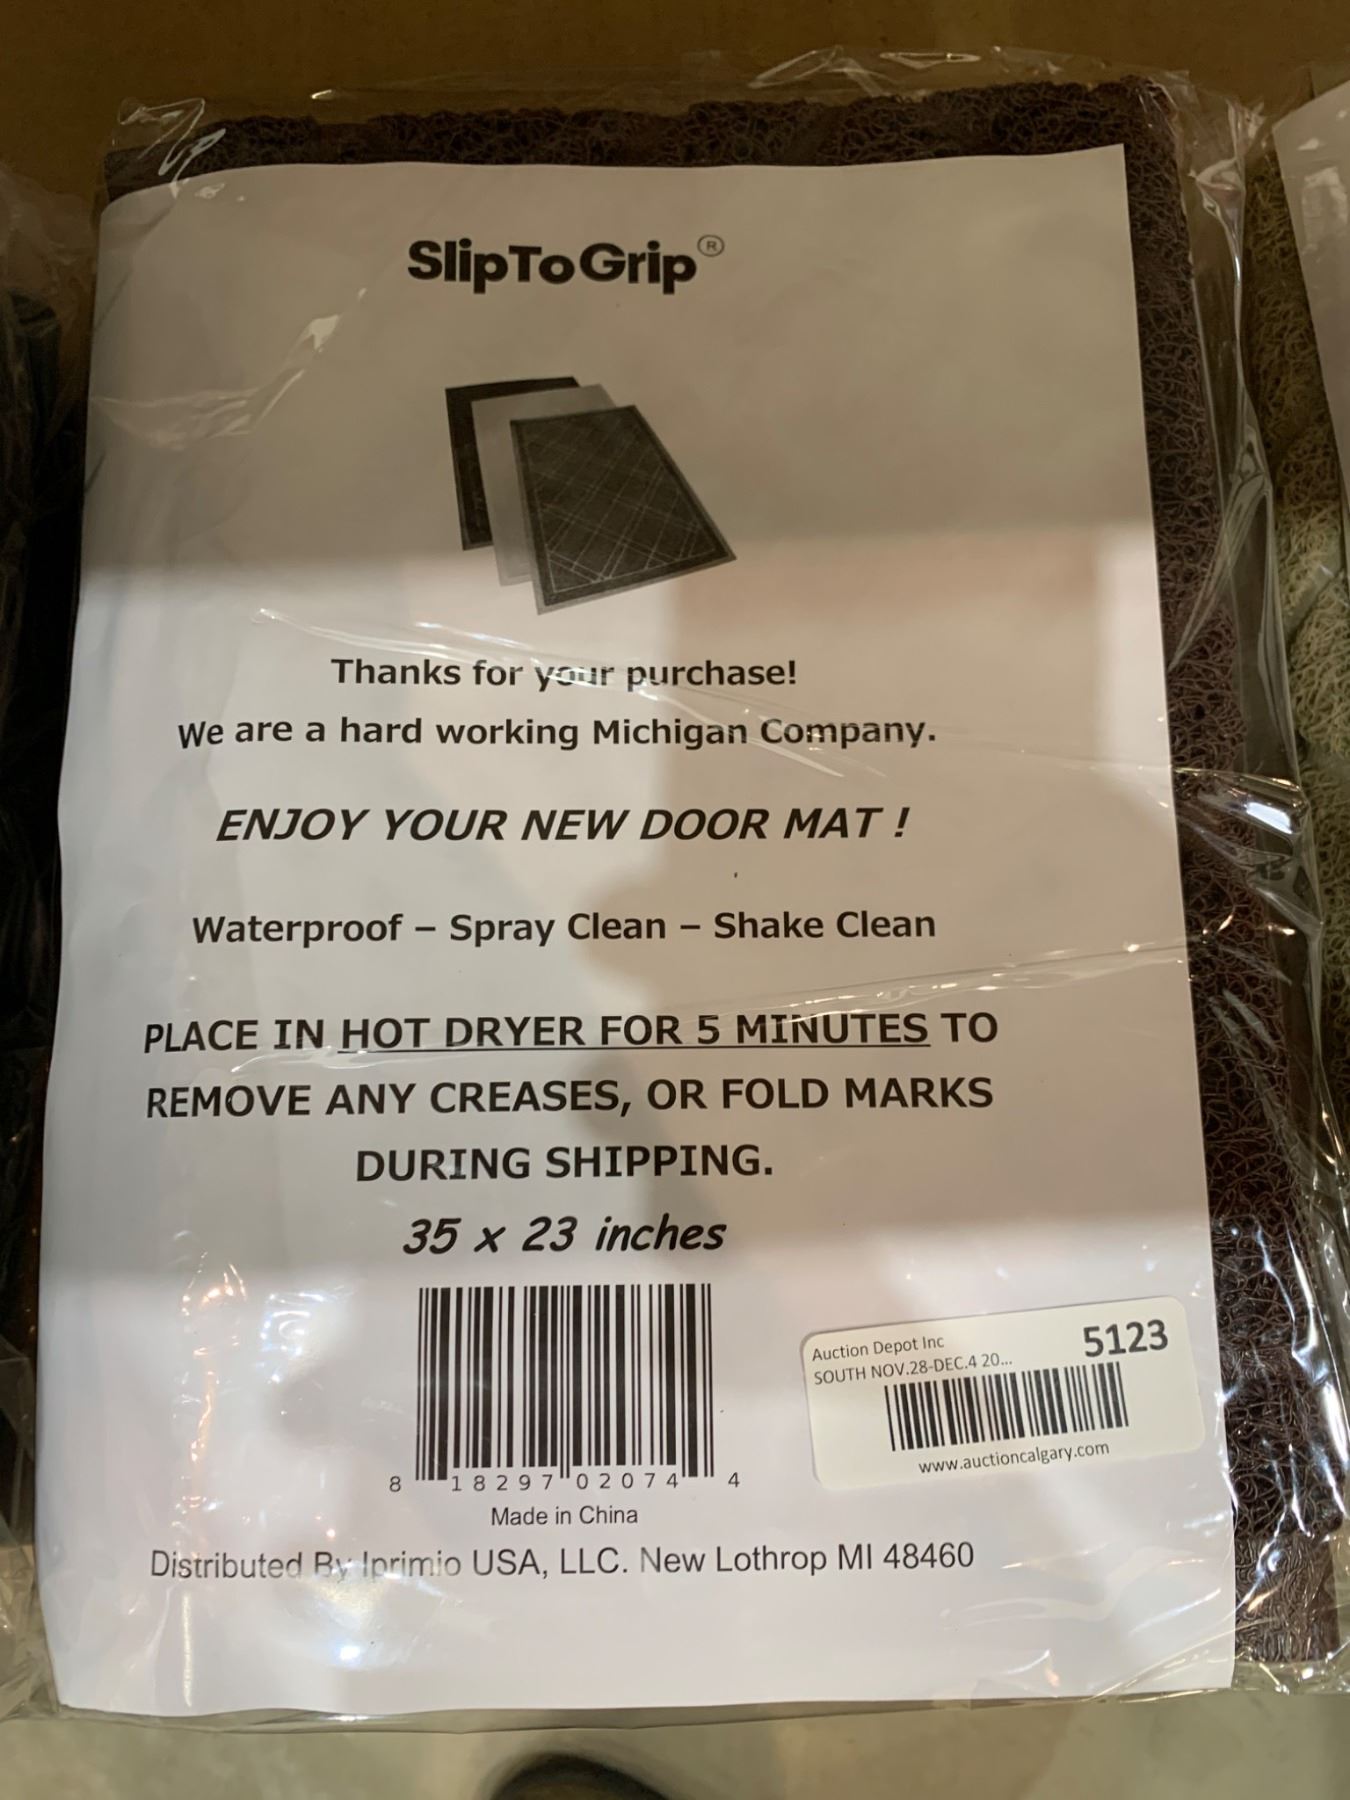 SlipToGrip®
Thanks for your purchase!
We are a hard working Michigan Company.
ENJOY YOUR NEW DOOR MAT !
Waterproof – Spray Clean – Shake Clean
PLACE IN HOT DRYER FOR 5 MINUTES TO
REMOVE ANY CREASES, OR FOLD MARKS
DURING SHIPPING.
35 x 23 inches
8 18297 02074 4
Made in China
Distributed By Iprimio USA, LLC. New Lothrop MI 48460
Auction Depot Inc
5123
SOUTH NOV.28-DEC.4 20...
www.auctioncalgary.com